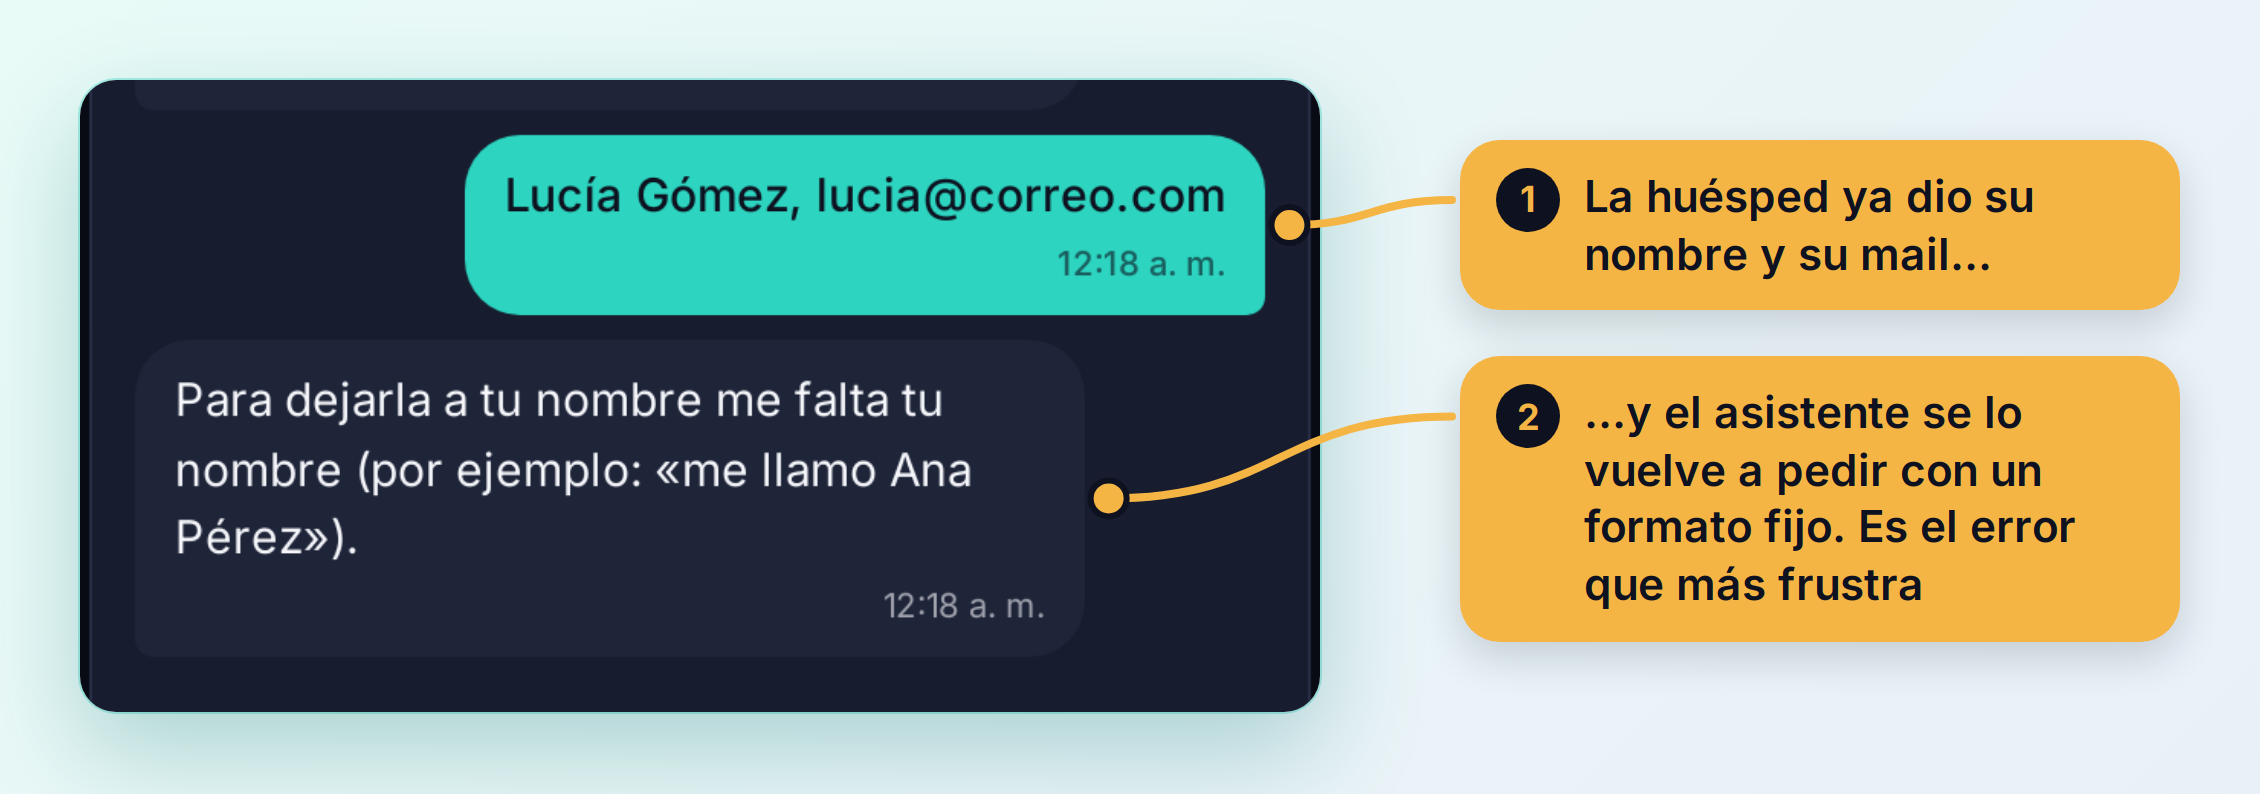 Lucía Gómez, lucia@correo.com
12:18 a. m.
Para dejarla a tu nombre me falta tu
nombre (por ejemplo: «me llamo Ana
Pérez»).
12:18 a. m.
1 La huésped ya dio su
nombre y su mail...
2 ...y el asistente se lo
vuelve a pedir con un
formato fijo. Es el error
que más frustra